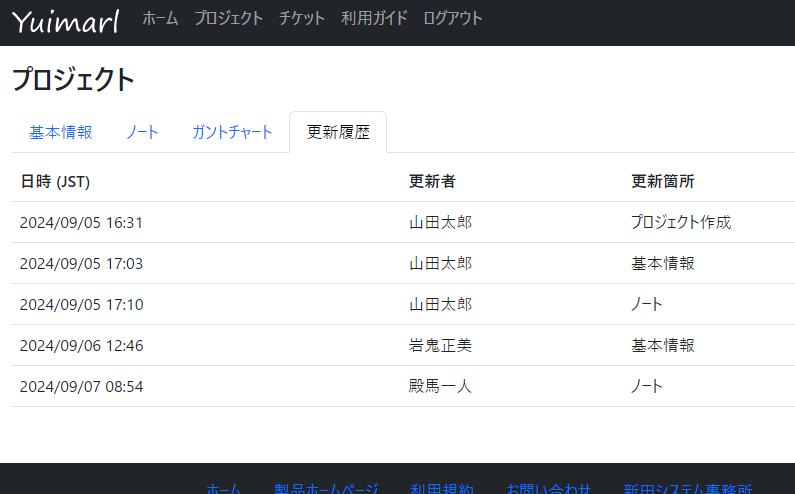 Yuimarl ホーム プロジェクト チケット 利用ガイド ログアウト
プロジェクト
基本情報 ノート ガントチャート 更新履歴
日時 (JST) 更新者 更新箇所
2024/09/05 16:31 山田太郎 プロジェクト作成
2024/09/05 17:03 山田太郎 基本情報
2024/09/05 17:10 山田太郎 ノート
2024/09/06 12:46 岩鬼正美 基本情報
2024/09/07 08:54 殿馬一人 ノート
ホーム 製品ホームページ 利用規約 お問い合わせ 新田システム事務所